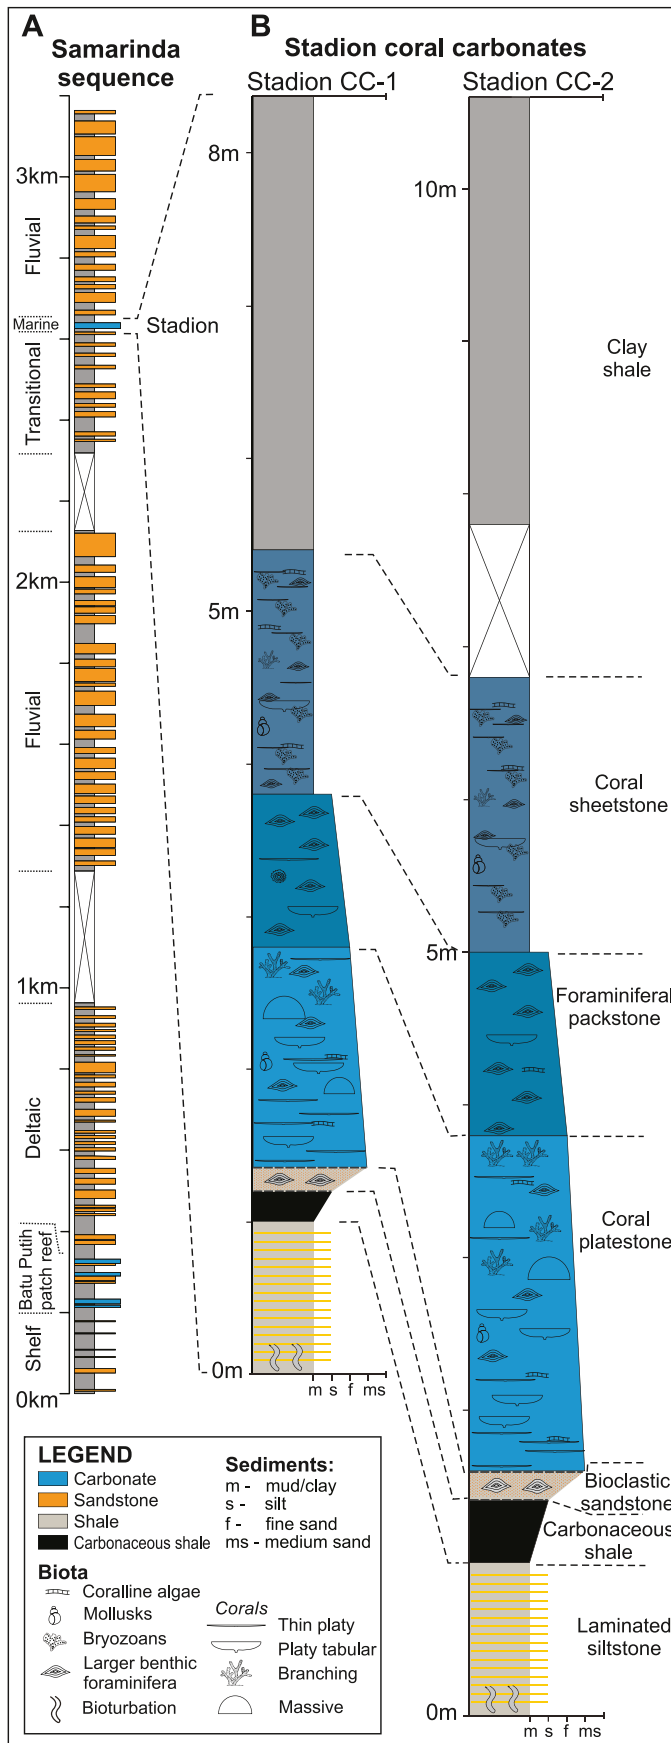 A
Samarinda
sequence
B
Stadion coral carbonates
Stadion CC-1
Stadion CC-2
3km
2km
1km
0km
Fluvial
Marine
Transitional
Fluvial
Deltaic
Batu Putih
patch reef
Shelf
Stadion
8m
5m
0m
m s f ms
10m
5m
0m
m s f ms
Clay
shale
Coral
sheetstone
Foraminiferal
packstone
Coral
platestone
Bioclastic
sandstone
Carbonaceous
shale
Laminated
siltstone
LEGEND
Carbonate
Sandstone
Shale
Carbonaceous shale
Sediments:
m - mud/clay
s - silt
f - fine sand
ms - medium sand
Biota
Coralline algae
Mollusks
Bryozoans
Larger benthic
foraminifera
Bioturbation
Corals
Thin platy
Platy tabular
Branching
Massive